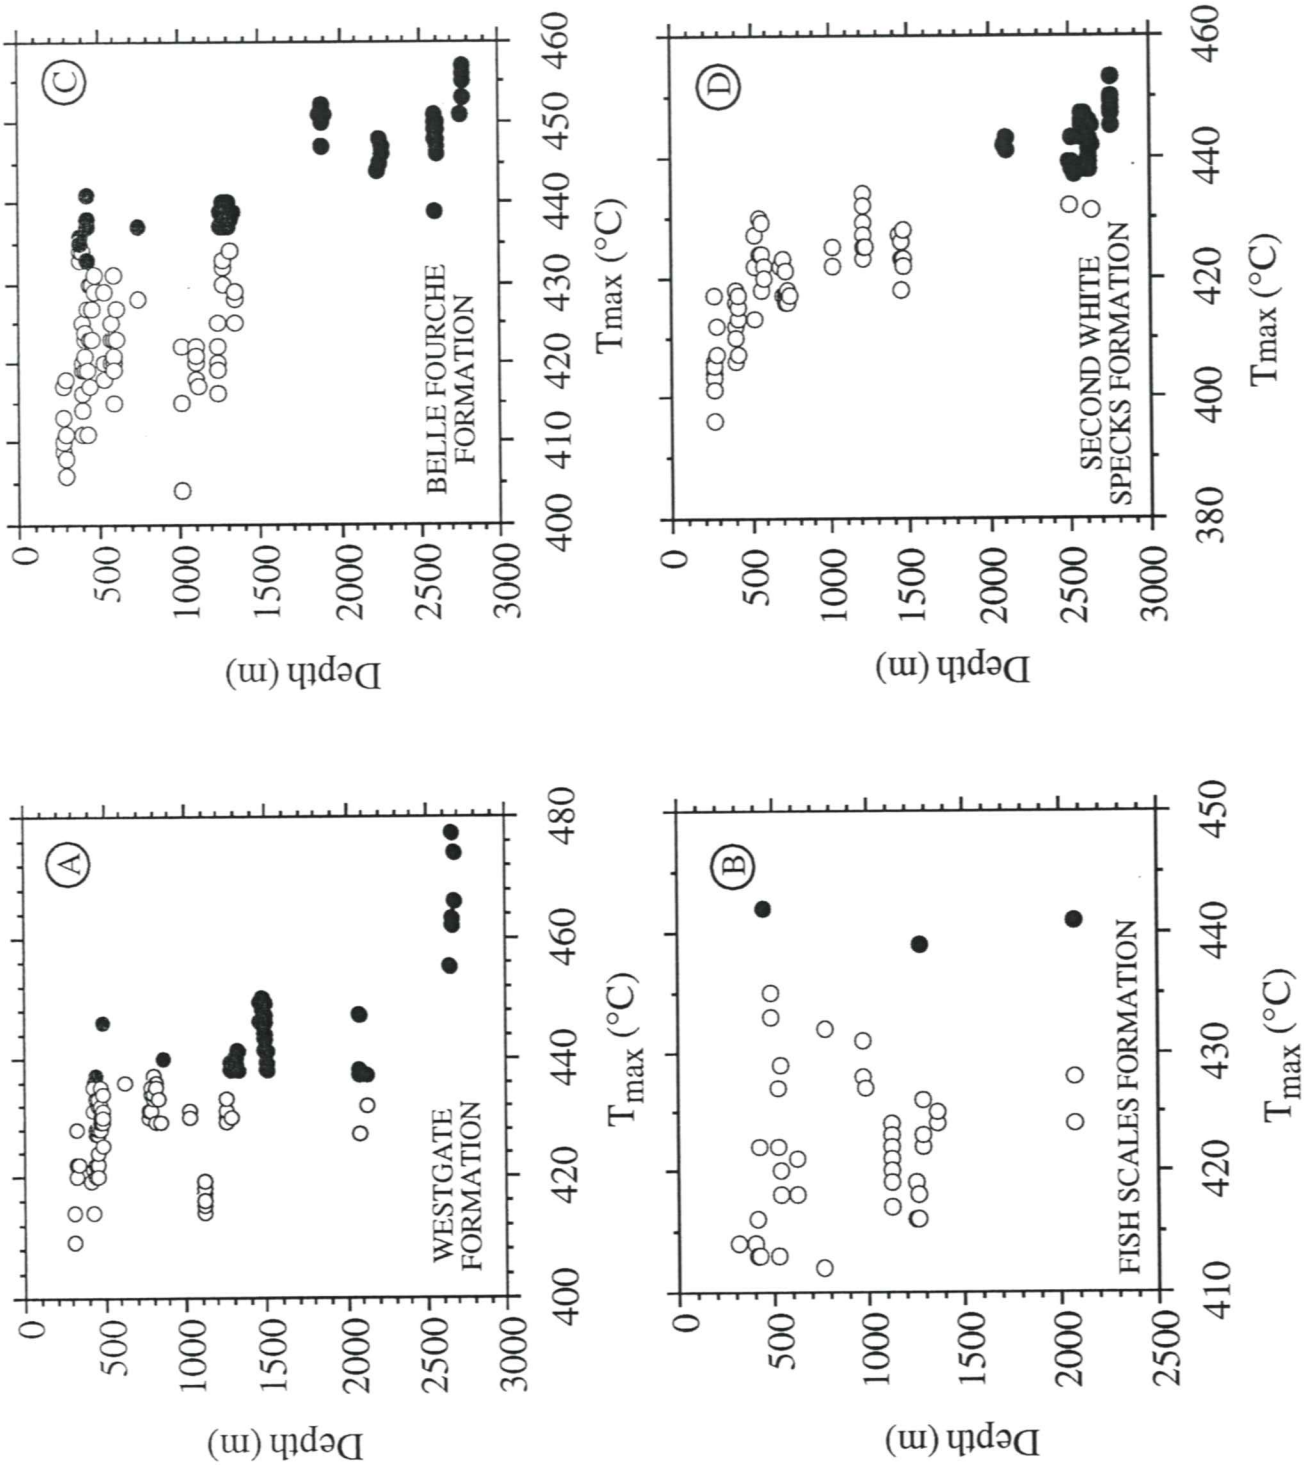 A
WESTGATE
FORMATION
0
500
1000
1500
2000
2500
3000
Depth (m)
400
420
440
460
480
Tmax (°C)
C
BELLE FOURCHE
FORMATION
0
500
1000
1500
2000
2500
3000
Depth (m)
400
410
420
430
440
450
460
Tmax (°C)
B
FISH SCALES FORMATION
0
500
1000
1500
2000
2500
Depth (m)
410
420
430
440
450
Tmax (°C)
D
SECOND WHITE
SPECKS FORMATION
0
500
1000
1500
2000
2500
3000
Depth (m)
380
400
420
440
460
Tmax (°C)